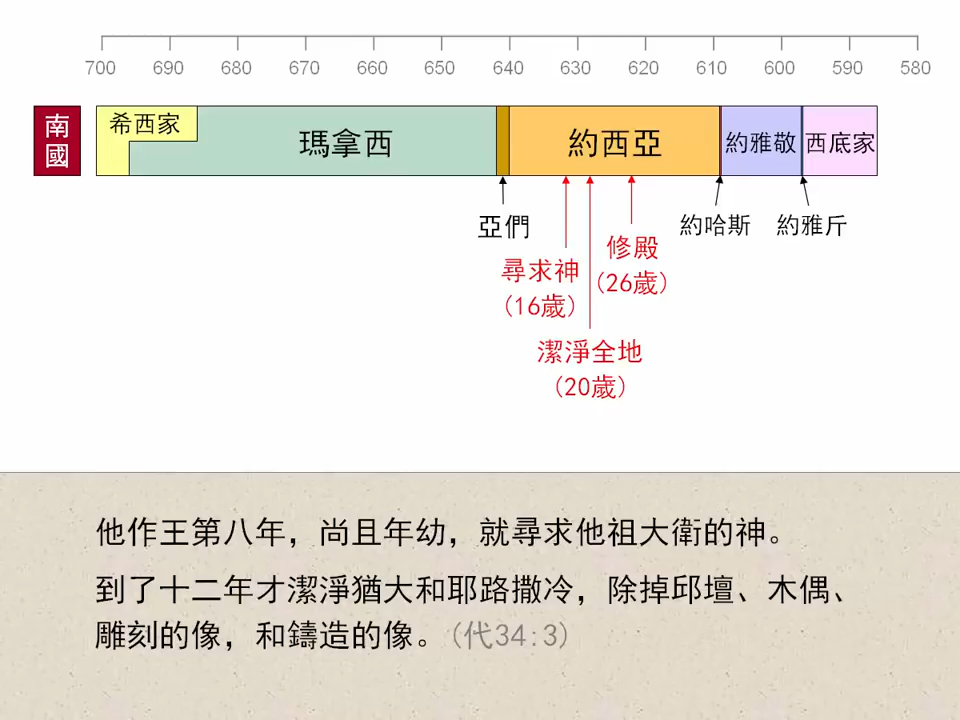 700 690 680 670 660 650 640 630 620 610 600 590 580
南國
希西家
瑪拿西
約西亞
約雅敬
西底家
亞們
約哈斯
約雅斤
尋求神
(16歲)
修殿
(26歲)
潔淨全地
(20歲)
他作王第八年，尚且年幼，就尋求他祖大衛的神。
到了十二年才潔淨猶大和耶路撒冷，除掉邱壇、木偶、
雕刻的像，和鑄造的像。(代34:3)